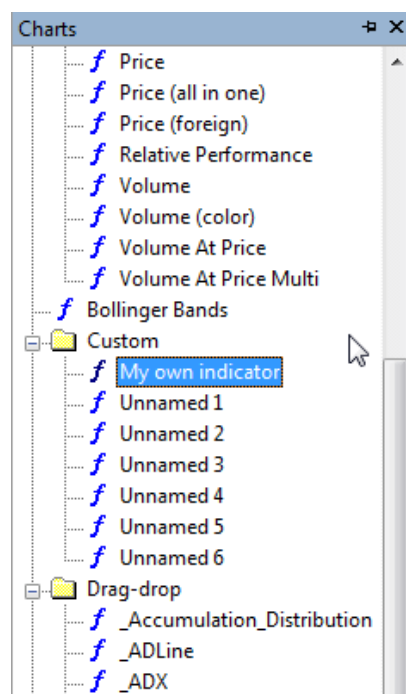 Charts
Price
Price (all in one)
Price (foreign)
Relative Performance
Volume
Volume (color)
Volume At Price
Volume At Price Multi
Bollinger Bands
Custom
My own indicator
Unnamed 1
Unnamed 2
Unnamed 3
Unnamed 4
Unnamed 5
Unnamed 6
Drag-drop
_Accumulation_Distribution
_ADLine
_ADX